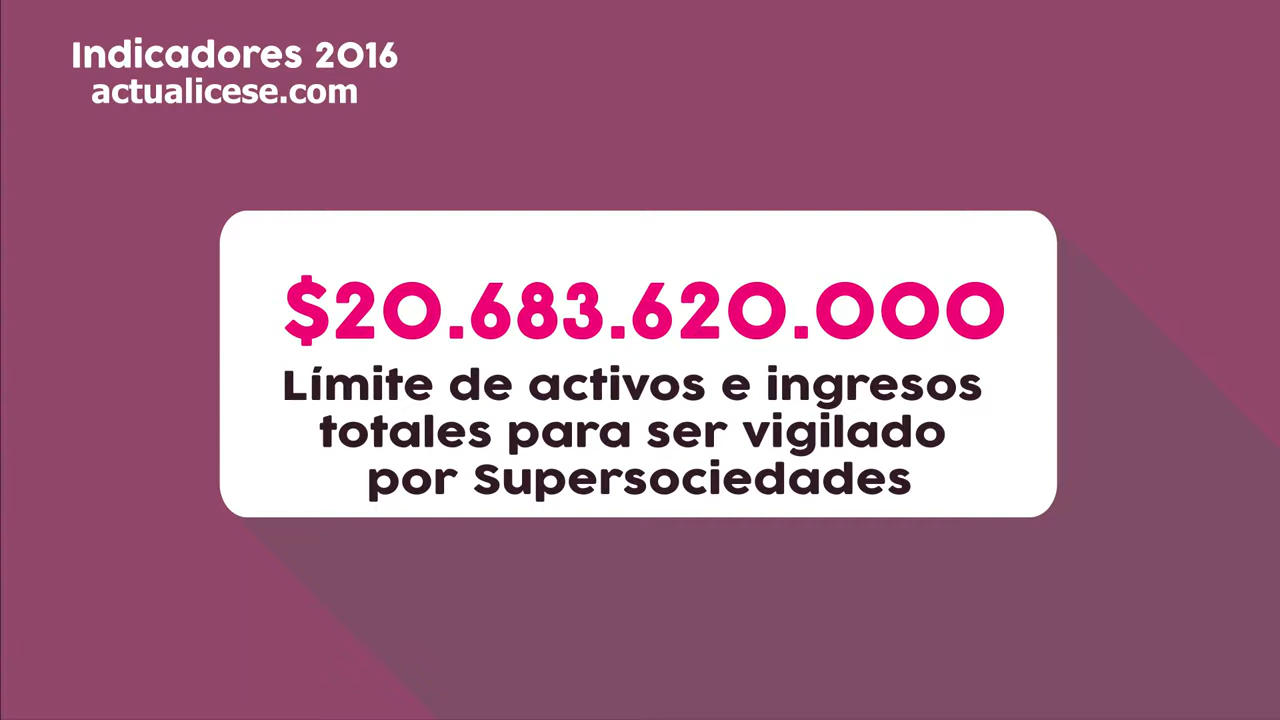 Indicadores 2016
actualicese.com
$20.683.620.000
Límite de activos e ingresos
totales para ser vigilado
por Supersociedades